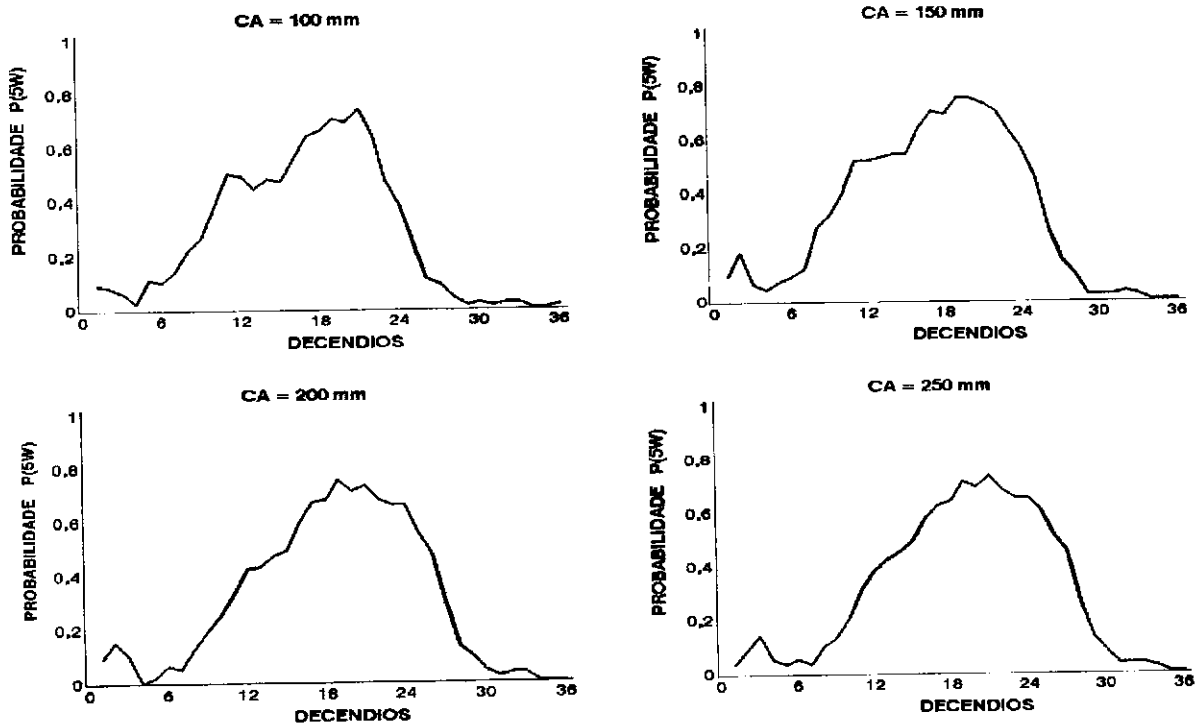 CA = 100 mm
PROBABILIDADE P(5W)
1
0,8
0,6
0,4
0,2
0
0 6 12 18 24 30 36
DECENDIOS
CA = 150 mm
PROBABILIDADE P(5W)
1
0,8
0,6
0,4
0,2
0
0 6 12 18 24 30 36
DECENDIOS
CA = 200 mm
PROBABILIDADE P(5W)
1
0,8
0,6
0,4
0,2
0
0 6 12 18 24 30 36
DECENDIOS
CA = 250 mm
PROBABILIDADE P(5W)
1
0,8
0,6
0,4
0,2
0
0 6 12 18 24 30 36
DECENDIOS